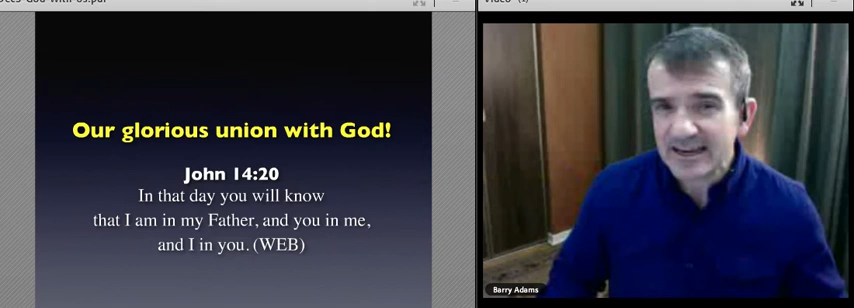 Our glorious union with God!
John 14:20
In that day you will know
that I am in my Father, and you in me,
and I in you. (WEB)
Barry Adams